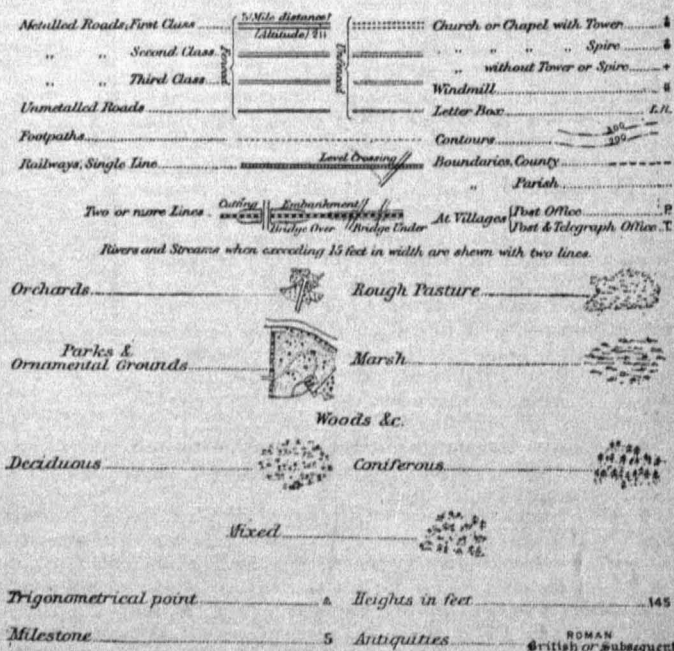 Metalled Roads, First Class
Mile distance
(Altitude) 211
Fenced
Unfenced
" " Second Class
" " Third Class
Unmetalled Roads
Footpaths
Railways, Single Line
Level Crossing
Two or more Lines
Cutting Embankment
Bridge Over Bridge Under
Church or Chapel with Tower
" " " " Spire
" without Tower or Spire
Windmill
Letter Box L.B.
Contours 300 200
Boundaries, County
" Parish
At Villages Post Office P.
Post & Telegraph Office T.
Rivers and Streams when exceeding 15 feet in width are shewn with two lines.
Orchards Rough Pasture
Parks &
Ornamental Grounds Marsh
Woods &c.
Deciduous Coniferous
Mixed
Trigonometrical point Heights in feet 145
Milestone 5 Antiquities ROMAN
British or Subsequent